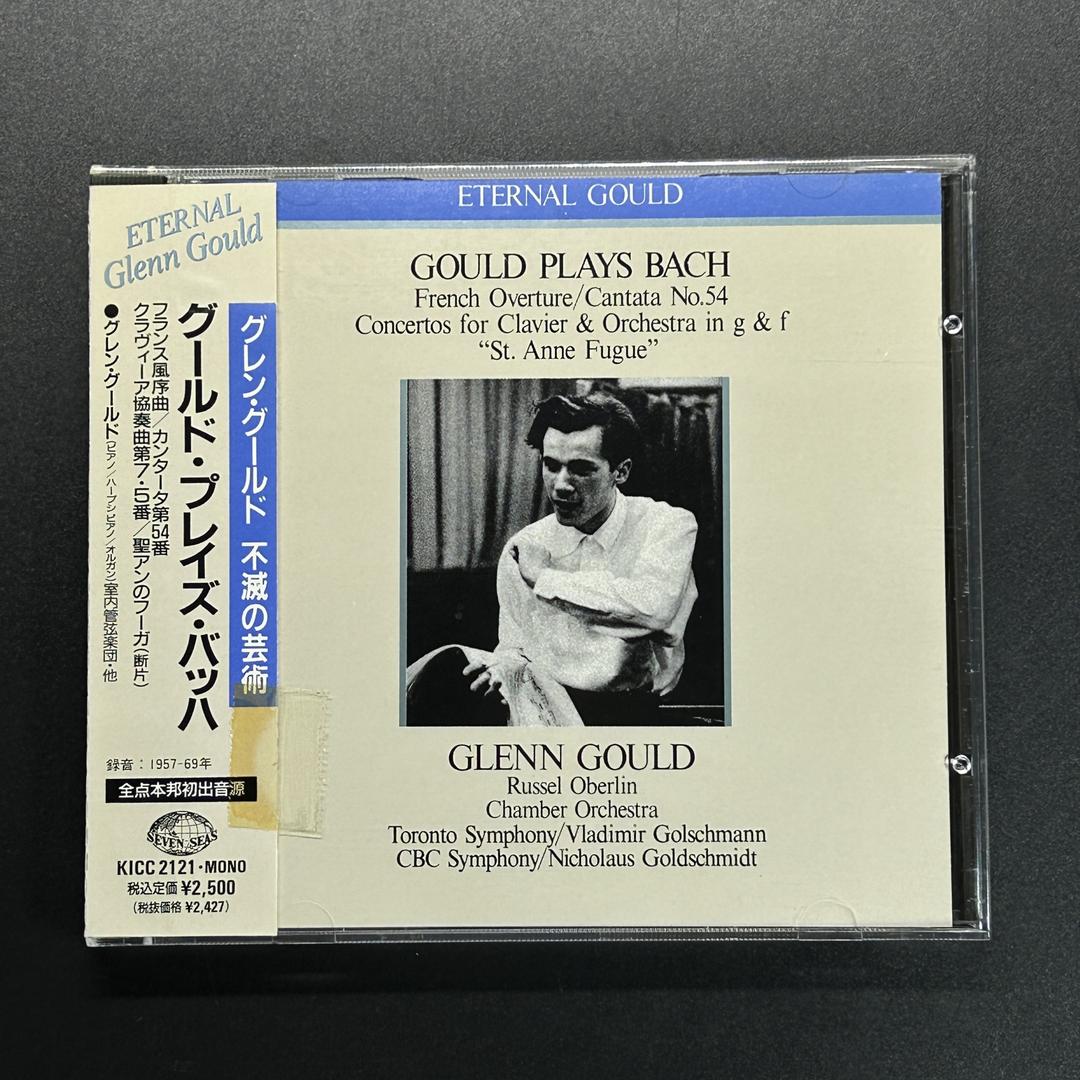 ETERNAL
Glenn Gould
グレン・グールド 不滅の芸術
グールド・プレイズ・バッハ
フランス風序曲/カンタータ第54番
クラヴィーア協奏曲第7・5番/聖アンのフーガ(断片)
●グレン・グールド(ピアノ/ハープシピアノ/オルガン)室内管弦楽団・他
録音:1957-69年
全点本邦初出音源
SEVEN SEAS
KICC 2121・MONO
税込定価 ¥2,500
(税抜価格 ¥2,427)
ETERNAL GOULD
GOULD PLAYS BACH
French Overture/Cantata No.54
Concertos for Clavier & Orchestra in g & f
“St. Anne Fugue”
GLENN GOULD
Russel Oberlin
Chamber Orchestra
Toronto Symphony/Vladimir Golschmann
CBC Symphony/Nicholaus Goldschmidt